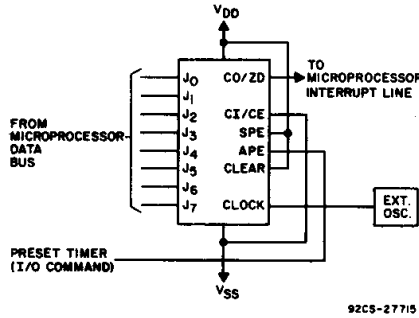 VDD
J0 CO/ZD
J1
J2 CI/CE
J3 SPE
J4 APE
J5 CLEAR
J6
J7 CLOCK
TO
MICROPROCESSOR
INTERRUPT LINE
FROM
MICROPROCESSOR
DATA
BUS
EXT.
OSC.
PRESET TIMER
(I/O COMMAND)
VSS
92CS-27715